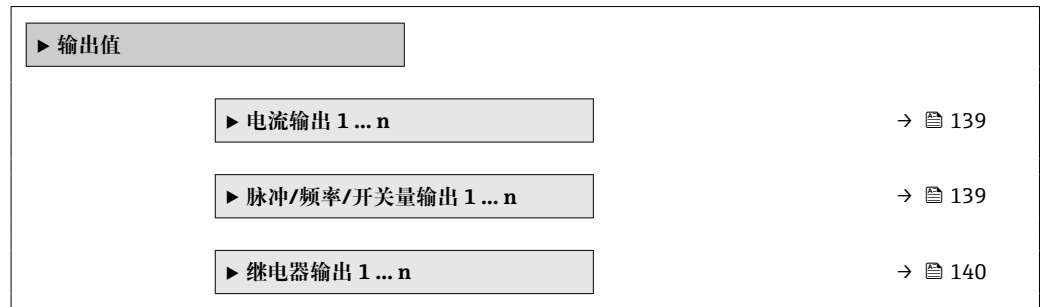 ▶ 输出值
▶ 电流输出 1 … n → 🖺 139
▶ 脉冲/频率/开关量输出 1 … n → 🖺 139
▶ 继电器输出 1 … n → 🖺 140